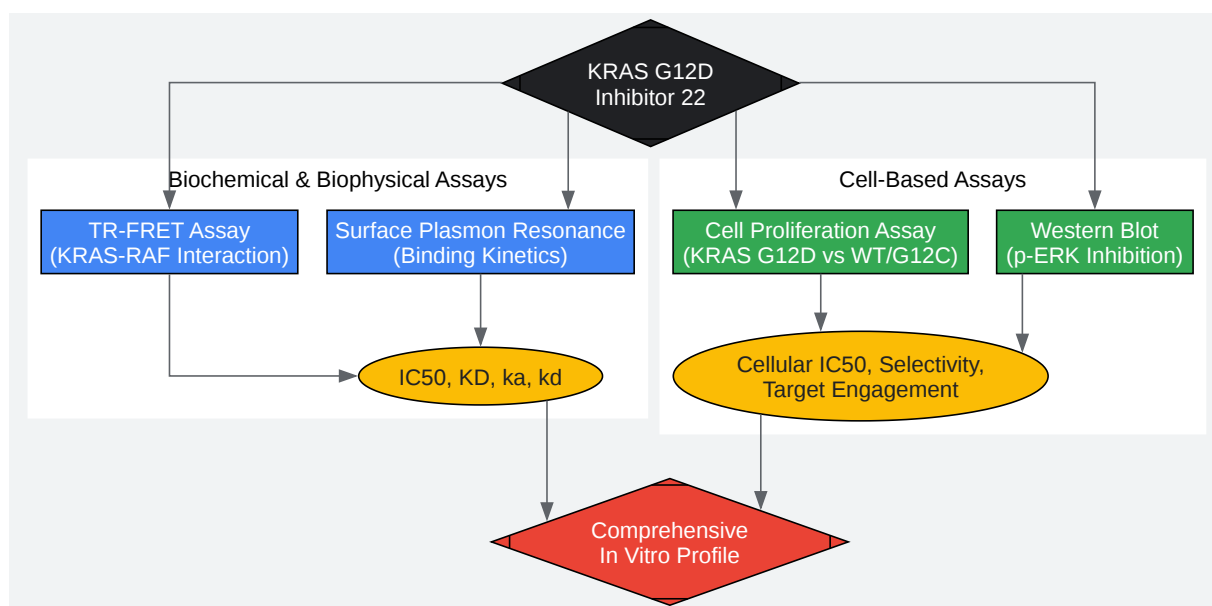 KRAS G12D
Inhibitor 22
Biochemical & Biophysical Assays
Cell-Based Assays
TR-FRET Assay
(KRAS-RAF Interaction)
Surface Plasmon Resonance
(Binding Kinetics)
Cell Proliferation Assay
(KRAS G12D vs WT/G12C)
Western Blot
(p-ERK Inhibition)
IC50, KD, ka, kd
Cellular IC50, Selectivity,
Target Engagement
Comprehensive
In Vitro Profile